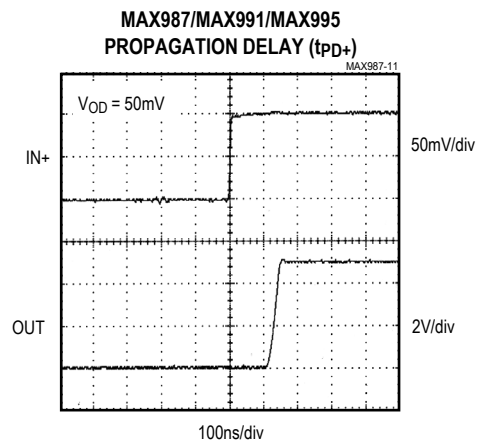 MAX987/MAX991/MAX995
PROPAGATION DELAY (tPD+)
MAX987-11
VOD = 50mV
IN+
50mV/div
OUT
2V/div
100ns/div